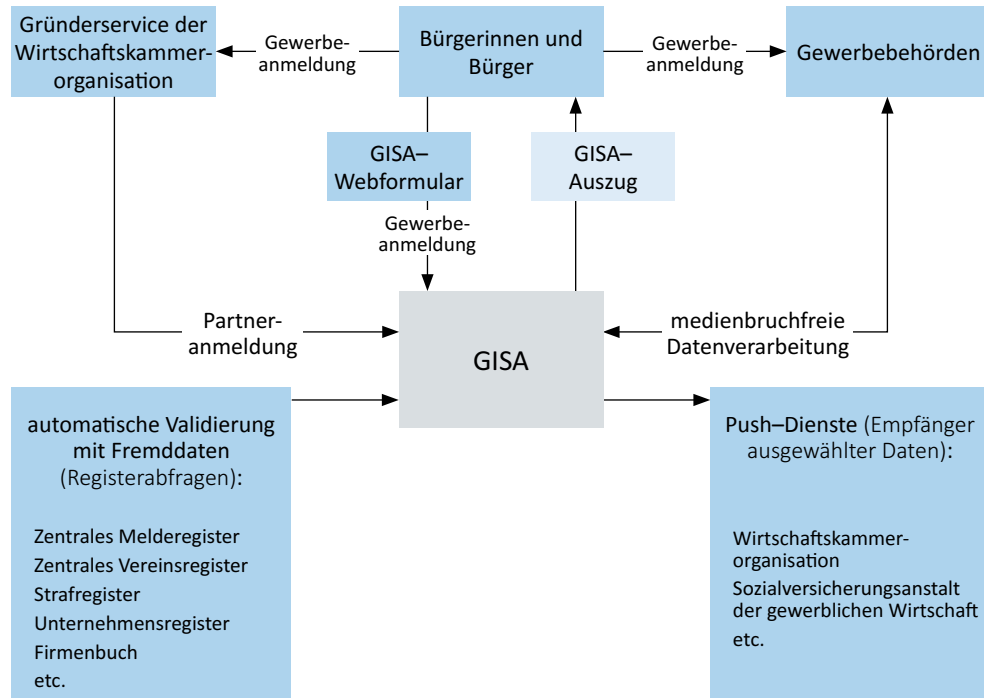 Gründerservice der
Wirtschaftskammer-
organisation
Gewerbe-
anmeldung
Bürgerinnen und
Bürger
Gewerbe-
anmeldung
Gewerbebehörden
GISA–
Webformular
GISA–
Auszug
Gewerbe-
anmeldung
Partner-
anmeldung
GISA
medienbruchfreie
Datenverarbeitung
automatische Validierung
mit Fremddaten
(Registerabfragen):
Zentrales Melderegister
Zentrales Vereinsregister
Strafregister
Unternehmensregister
Firmenbuch
etc.
Push–Dienste (Empfänger
ausgewählter Daten):
Wirtschaftskammer-
organisation
Sozialversicherungsanstalt
der gewerblichen Wirtschaft
etc.